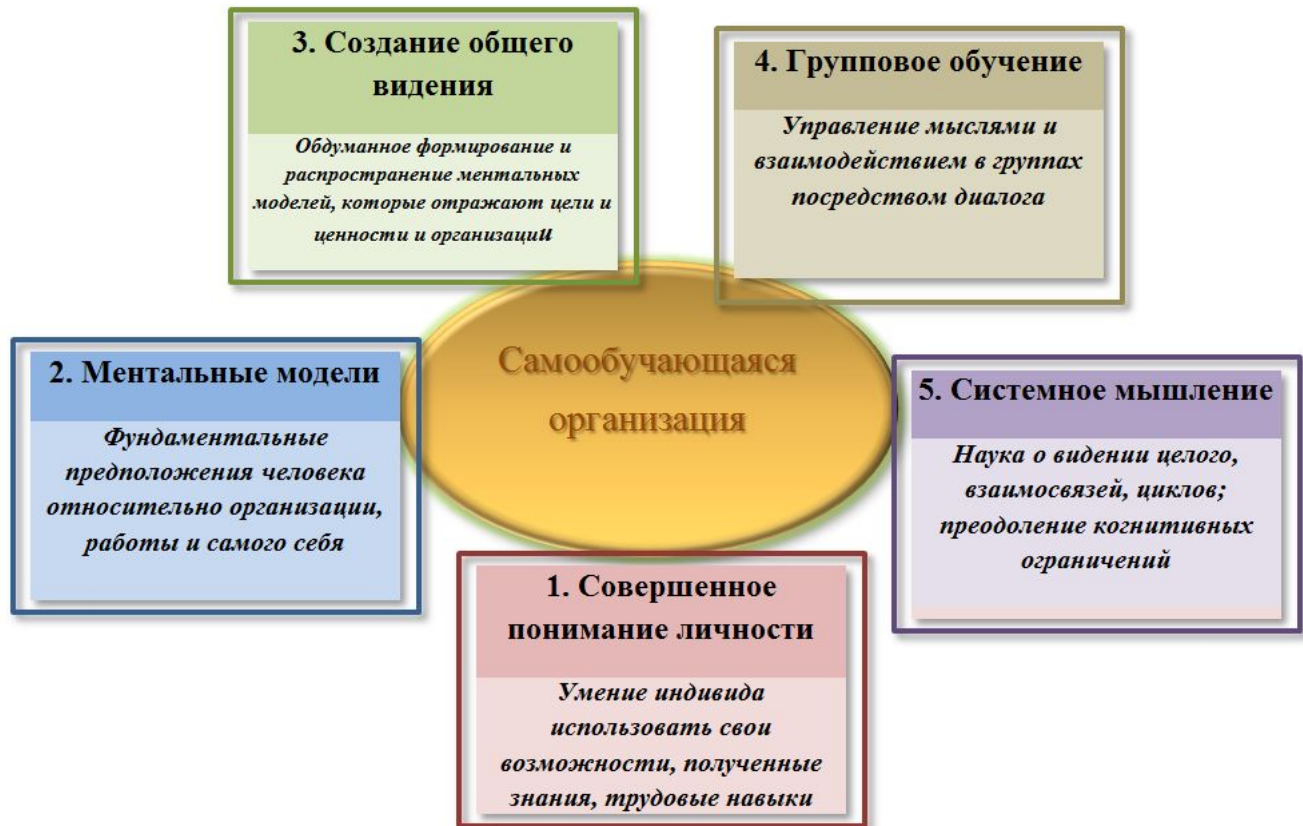 3. Создание общего
видения
Обдуманное формирование и
распространение ментальных
моделей, которые отражают цели и
ценности и организации
4. Групповое обучение
Управление мыслями и
взаимодействием в группах
посредством диалога
Самообучающаяся
организация
2. Ментальные модели
Фундаментальные
предположения человека
относительно организации,
работы и самого себя
5. Системное мышление
Наука о видении целого,
взаимосвязей, циклов;
преодоление когнитивных
ограничений
1. Совершенное
понимание личности
Умение индивида
использовать свои
возможности, полученные
знания, трудовые навыки